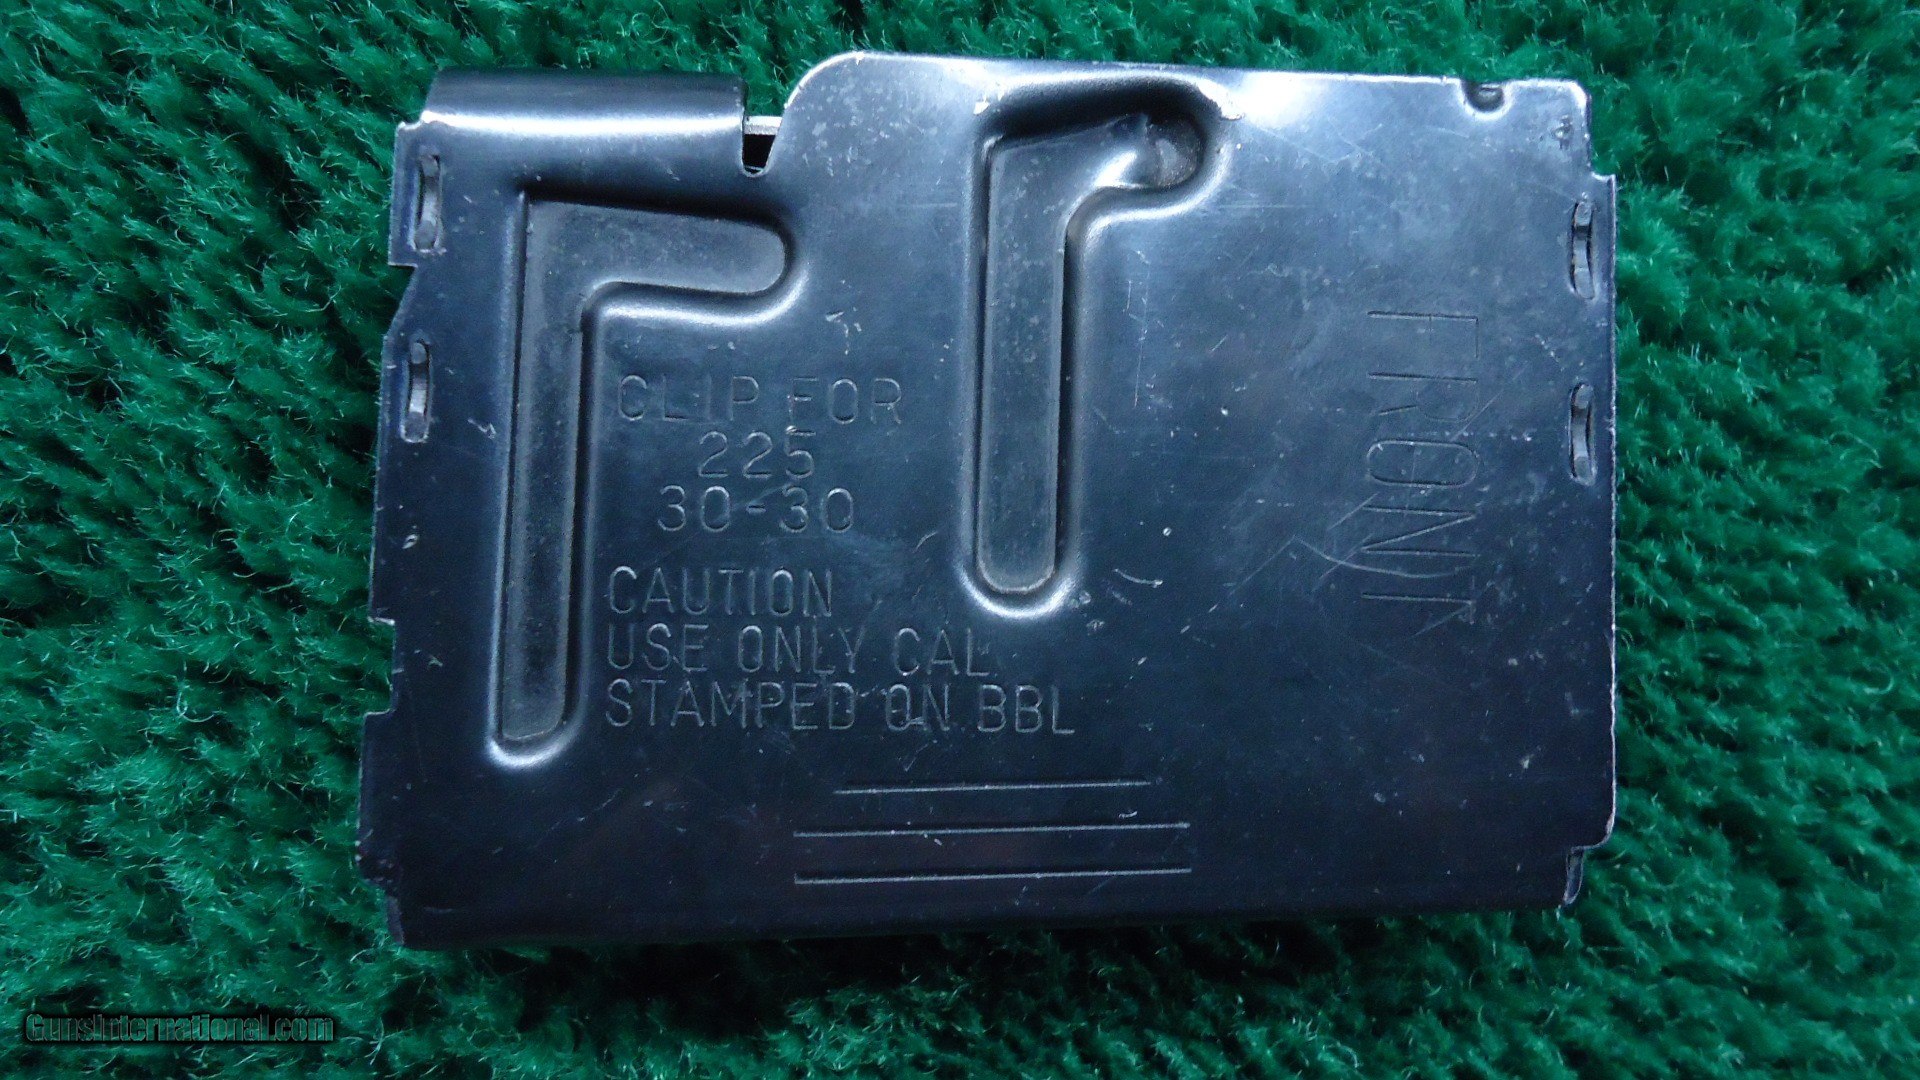 CLIP FOR
225
30-30
CAUTION
USE ONLY CAL.
STAMPED ON BBL
FRONT
GunsInternational.com